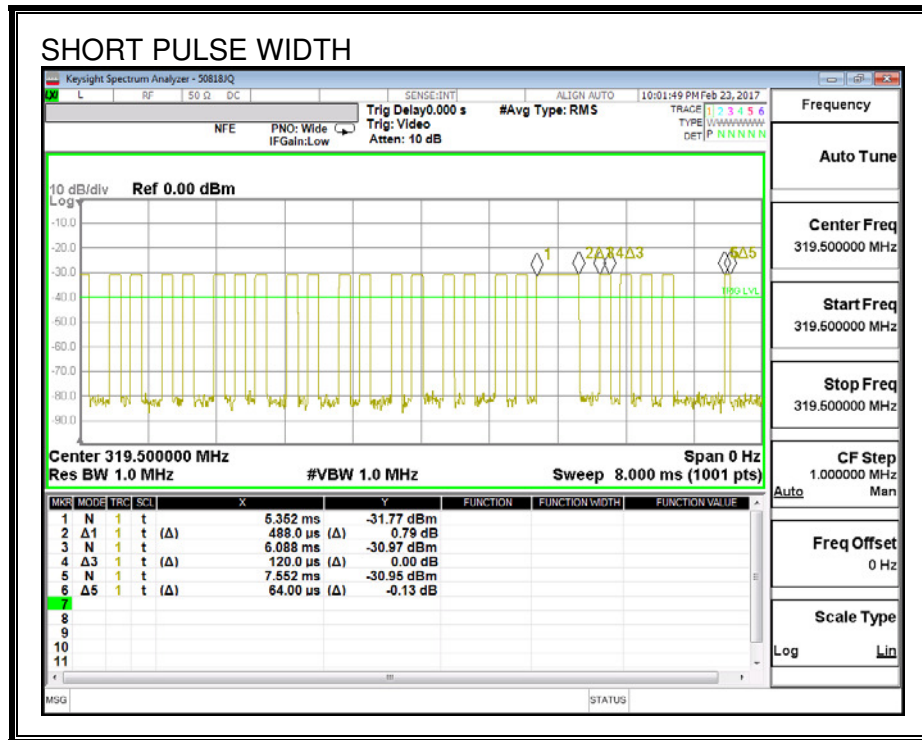 SHORT PULSE WIDTH
Keysight Spectrum Analyzer - 50818JQ
LXI L RF 50 Ω DC SENSE:INT ALIGN AUTO 10:01:49 PM Feb 23, 2017
Trig Delay0.000 s #Avg Type: RMS TRACE 1 2 3 4 5 6
NFE PNO: Wide Trig: Video TYPE WWWWWW
IFGain:Low Atten: 10 dB DET P N N N N N
Frequency
Auto Tune
Center Freq
319.500000 MHz
Start Freq
319.500000 MHz
Stop Freq
319.500000 MHz
CF Step
1.000000 MHz
Auto Man
Freq Offset
0 Hz
Scale Type
Log Lin
10 dB/div Ref 0.00 dBm
Log
-10.0
-20.0
-30.0
-40.0
-50.0
-60.0
-70.0
-80.0
-90.0
1 2Δ1 4Δ3 6Δ5
TRIG LVL
Center 319.500000 MHz Span 0 Hz
Res BW 1.0 MHz #VBW 1.0 MHz Sweep 8.000 ms (1001 pts)
MKR MODE TRC SCL X Y FUNCTION FUNCTION WIDTH FUNCTION VALUE
1 N 1 t 5.352 ms -31.77 dBm
2 Δ1 1 t (Δ) 488.0 µs (Δ) 0.79 dB
3 N 1 t 6.088 ms -30.97 dBm
4 Δ3 1 t (Δ) 120.0 µs (Δ) 0.00 dB
5 N 1 t 7.552 ms -30.95 dBm
6 Δ5 1 t (Δ) 64.00 µs (Δ) -0.13 dB
7
8
9
10
11
MSG STATUS